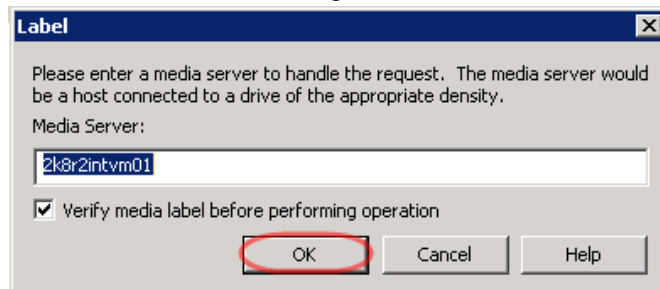 Label
Please enter a media server to handle the request. The media server would
be a host connected to a drive of the appropriate density.
Media Server:
2k8r2intvm01
Verify media label before performing operation
OK Cancel Help